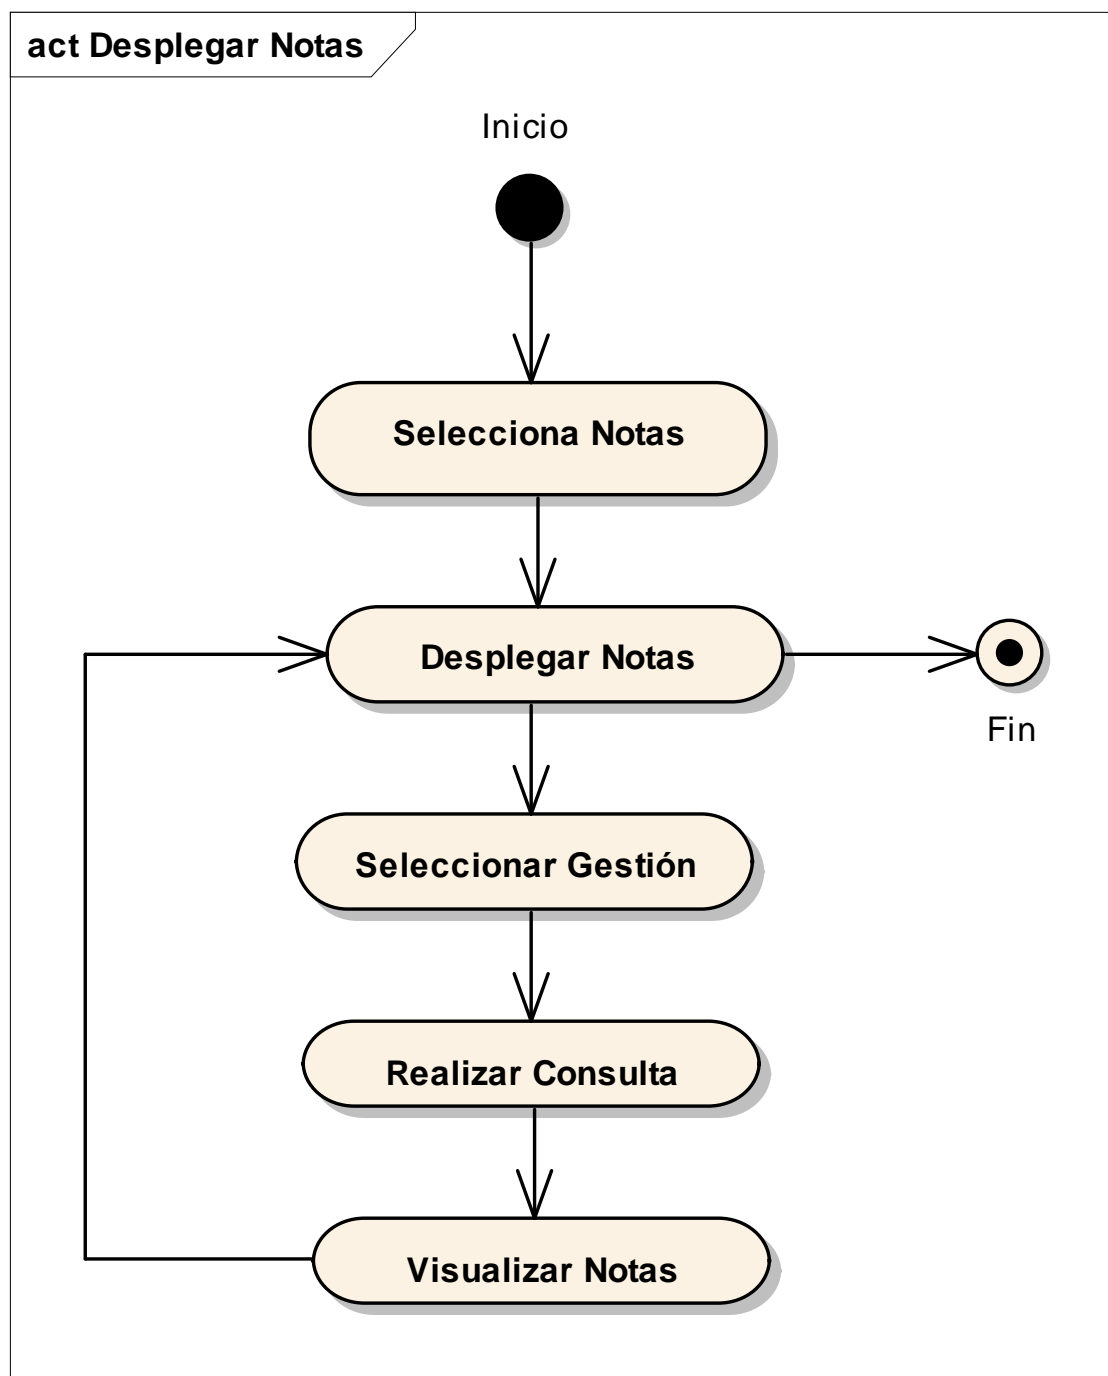 act Desplegar Notas
Inicio
Selecciona Notas
Desplegar Notas
Fin
Seleccionar Gestión
Realizar Consulta
Visualizar Notas